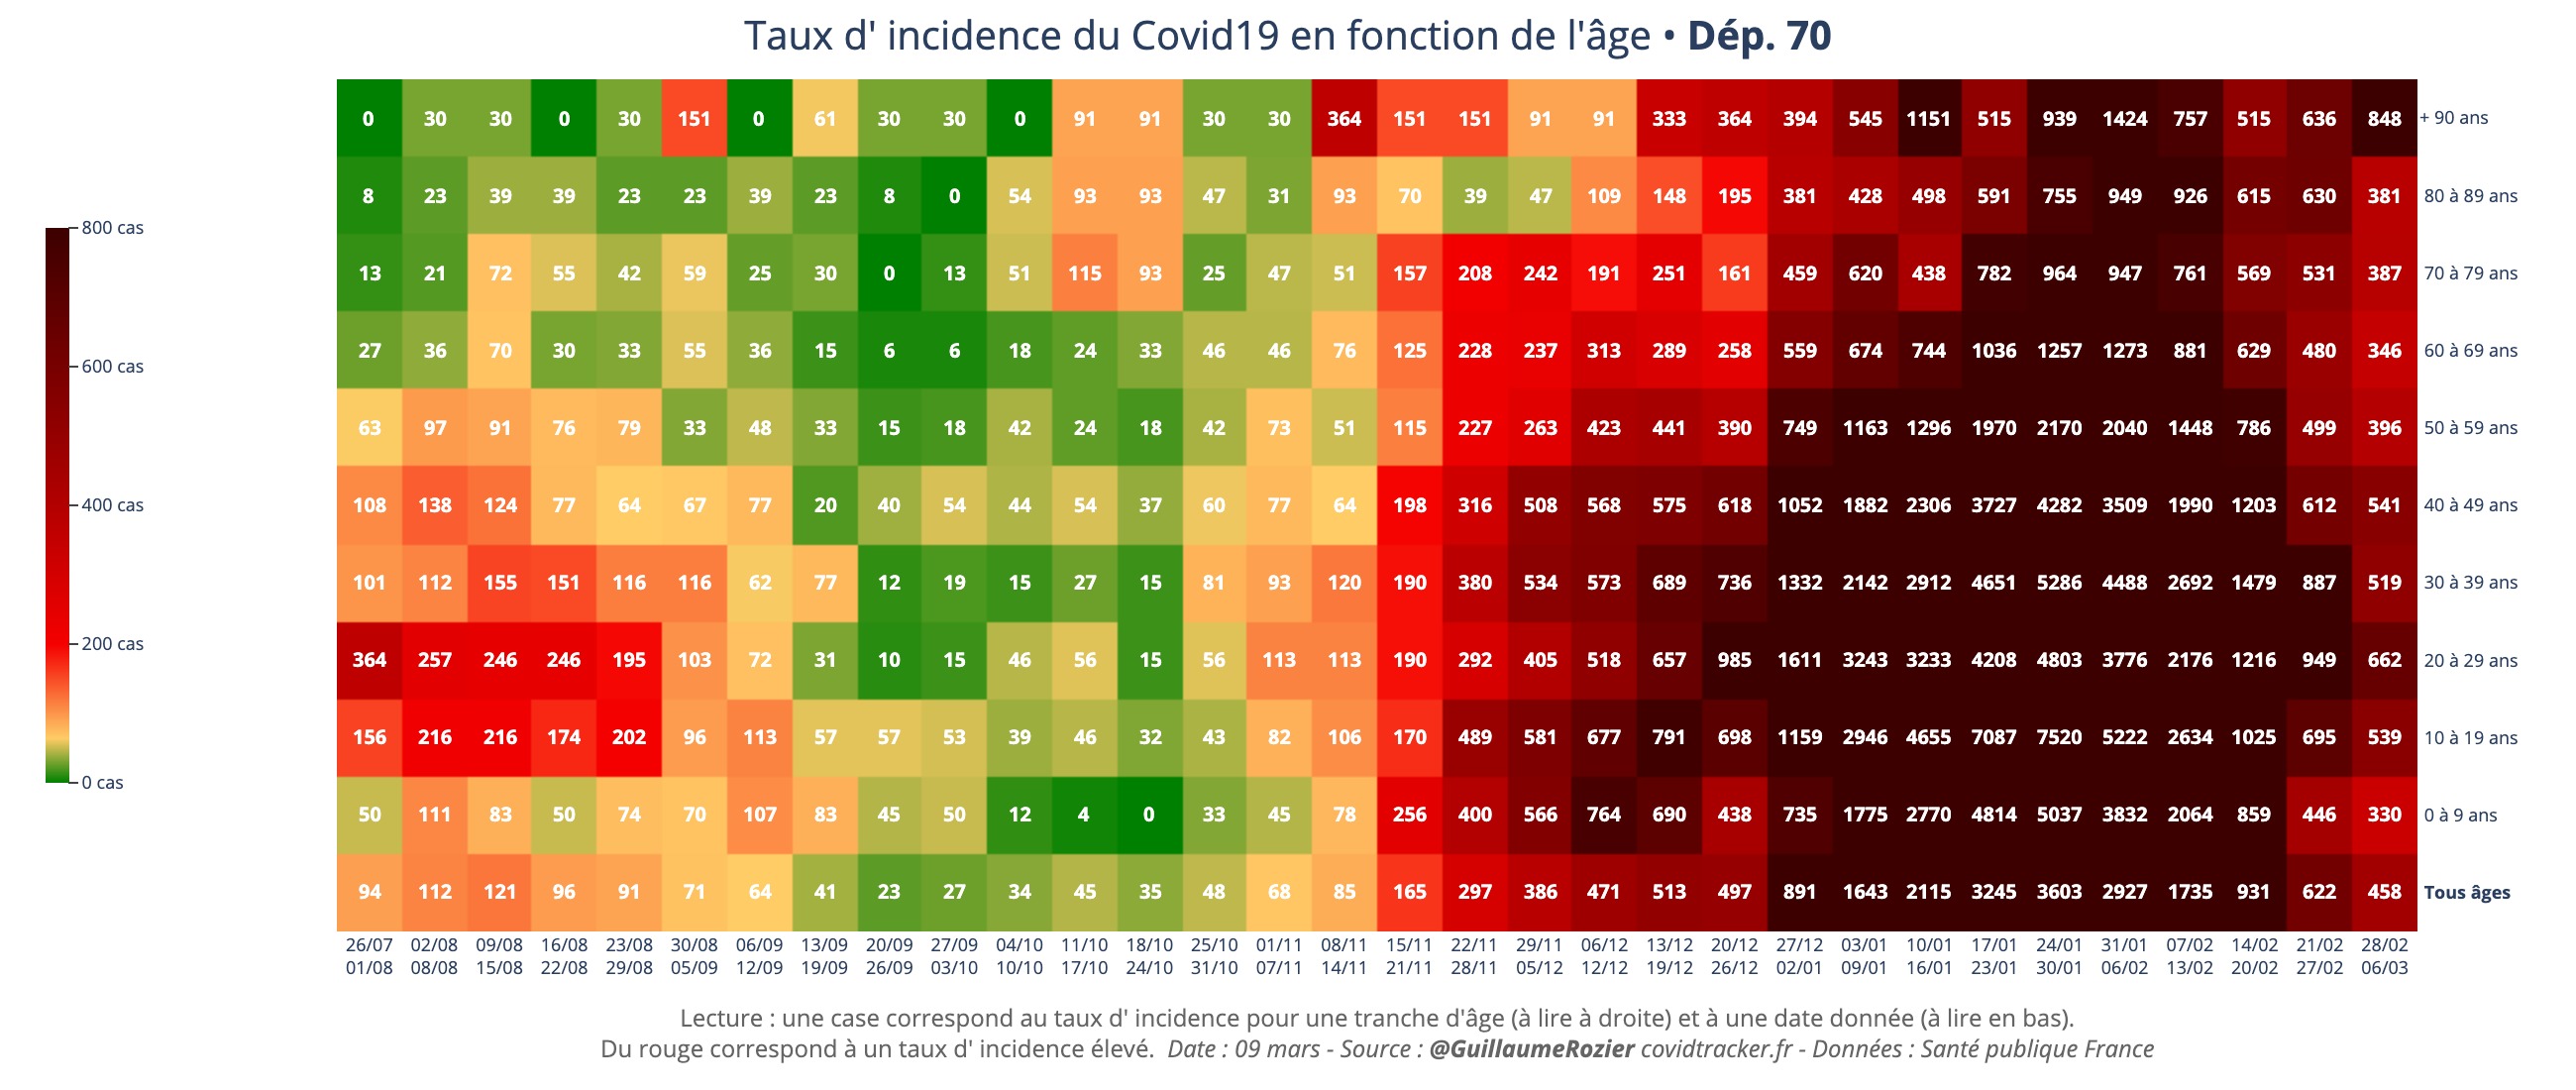 Taux d' incidence du Covid19 en fonction de l'âge • Dép. 70
0 30 30 0 30 151 0 61 30 30 0 91 91 30 30 364 151 151 91 91 333 364 394 545 1151 515 939 1424 757 515 636 848 + 90 ans
8 23 39 39 23 23 39 23 8 0 54 93 93 47 31 93 70 39 47 109 148 195 381 428 498 591 755 949 926 615 630 381 80 à 89 ans
13 21 72 55 42 59 25 30 0 13 51 115 93 25 47 51 157 208 242 191 251 161 459 620 438 782 964 947 761 569 531 387 70 à 79 ans
27 36 70 30 33 55 36 15 6 6 18 24 33 46 46 76 125 228 237 313 289 258 559 674 744 1036 1257 1273 881 629 480 346 60 à 69 ans
63 97 91 76 79 33 48 33 15 18 42 24 18 42 73 51 115 227 263 423 441 390 749 1163 1296 1970 2170 2040 1448 786 499 396 50 à 59 ans
108 138 124 77 64 67 77 20 40 54 44 54 37 60 77 64 198 316 508 568 575 618 1052 1882 2306 3727 4282 3509 1990 1203 612 541 40 à 49 ans
101 112 155 151 116 116 62 77 12 19 15 27 15 81 93 120 190 380 534 573 689 736 1332 2142 2912 4651 5286 4488 2692 1479 887 519 30 à 39 ans
364 257 246 246 195 103 72 31 10 15 46 56 15 56 113 113 190 292 405 518 657 985 1611 3243 3233 4208 4803 3776 2176 1216 949 662 20 à 29 ans
156 216 216 174 202 96 113 57 57 53 39 46 32 43 82 106 170 489 581 677 791 698 1159 2946 4655 7087 7520 5222 2634 1025 695 539 10 à 19 ans
50 111 83 50 74 70 107 83 45 50 12 4 0 33 45 78 256 400 566 764 690 438 735 1775 2770 4814 5037 3832 2064 859 446 330 0 à 9 ans
94 112 121 96 91 71 64 41 23 27 34 45 35 48 68 85 165 297 386 471 513 497 891 1643 2115 3245 3603 2927 1735 931 622 458 Tous âges
26/07 02/08 09/08 16/08 23/08 30/08 06/09 13/09 20/09 27/09 04/10 11/10 18/10 25/10 01/11 08/11 15/11 22/11 29/11 06/12 13/12 20/12 27/12 03/01 10/01 17/01 24/01 31/01 07/02 14/02 21/02 28/02
01/08 08/08 15/08 22/08 29/08 05/09 12/09 19/09 26/09 03/10 10/10 17/10 24/10 31/10 07/11 14/11 21/11 28/11 05/12 12/12 19/12 26/12 02/01 09/01 16/01 23/01 30/01 06/02 13/02 20/02 27/02 06/03
800 cas
600 cas
400 cas
200 cas
0 cas
Lecture : une case correspond au taux d' incidence pour une tranche d'âge (à lire à droite) et à une date donnée (à lire en bas).
Du rouge correspond à un taux d' incidence élevé. Date : 09 mars - Source : @GuillaumeRozier covidtracker.fr - Données : Santé publique France